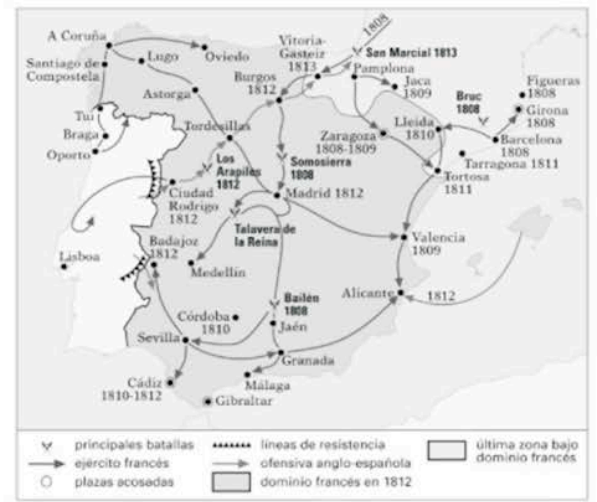 1808
A Coruña
Oviedo
Lugo
Santiago de
Compostela
Astorga
Vitoria-
Gasteiz
1813
San Marcial 1813
Burgos
1812
Pamplona
Jaca
1809
Figueras
1808
Bruc
1808
Girona
1808
Tui
Braga
Oporto
Tordesillas
Zaragoza
1808-1809
Lleida
1810
Barcelona
1808
Tarragona 1811
Tortosa
1811
Los
Arapiles
1812
Somosierra
1808
Ciudad
Rodrigo
1812
Madrid 1812
Talavera de
la Reina
Lisboa
Badajoz
1812
Medellín
Valencia
1809
Alicante
1812
Bailén
1808
Córdoba
1810
Jaén
Sevilla
Granada
Cádiz
1810-1812
Málaga
Gibraltar
principales batallas
líneas de resistencia
última zona bajo
dominio francés
ejército francés
ofensiva anglo-española
plazas acosadas
dominio francés en 1812